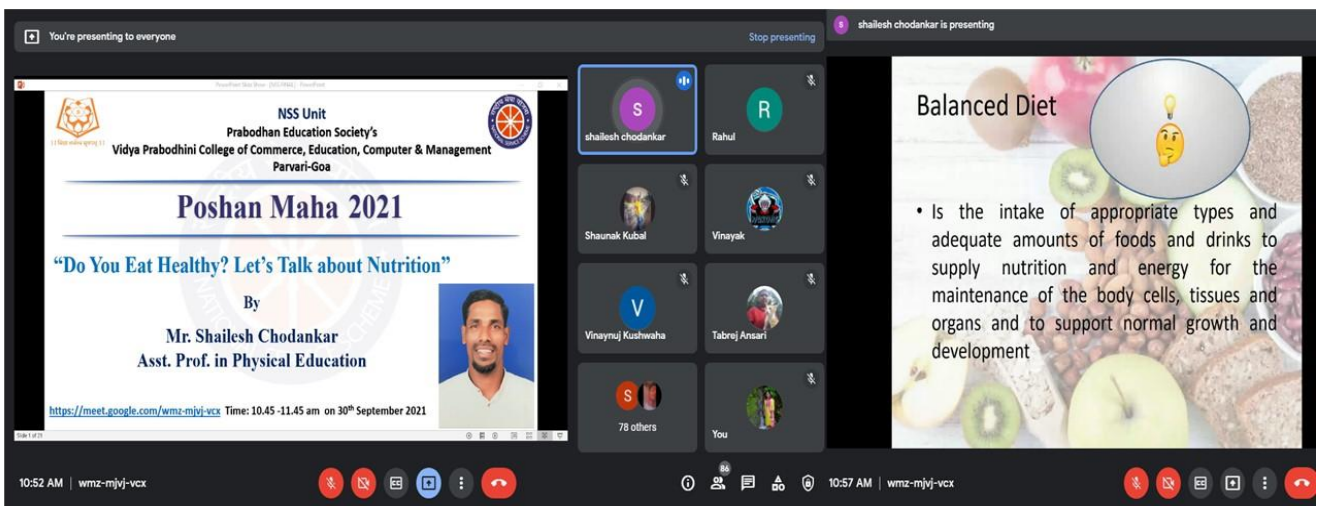 You're presenting to everyone
Stop presenting
NSS Unit
Prabodhan Education Society's
Vidya Prabodhini College of Commerce, Education, Computer & Management
Parvari-Goa
Poshan Maha 2021
“Do You Eat Healthy? Let’s Talk about Nutrition”
By
Mr. Shailesh Chodankar
Asst. Prof. in Physical Education
https://meet.google.com/wmz-mjvj-vcx Time: 10.45 -11.45 am on 30th September 2021
Slide 1 of 21
10:52 AM | wmz-mjvj-vcx
S
shailesh chodankar
R
Rahul
Shaunak Kubal
Vinayak
V
Vinaynuj Kushwaha
Tabrej Ansari
S
78 others
You
86
s
shailesh chodankar is presenting
Balanced Diet
• Is the intake of appropriate types and
adequate amounts of foods and drinks to
supply nutrition and energy for the
maintenance of the body cells, tissues and
organs and to support normal growth and
development
10:57 AM | wmz-mjvj-vcx